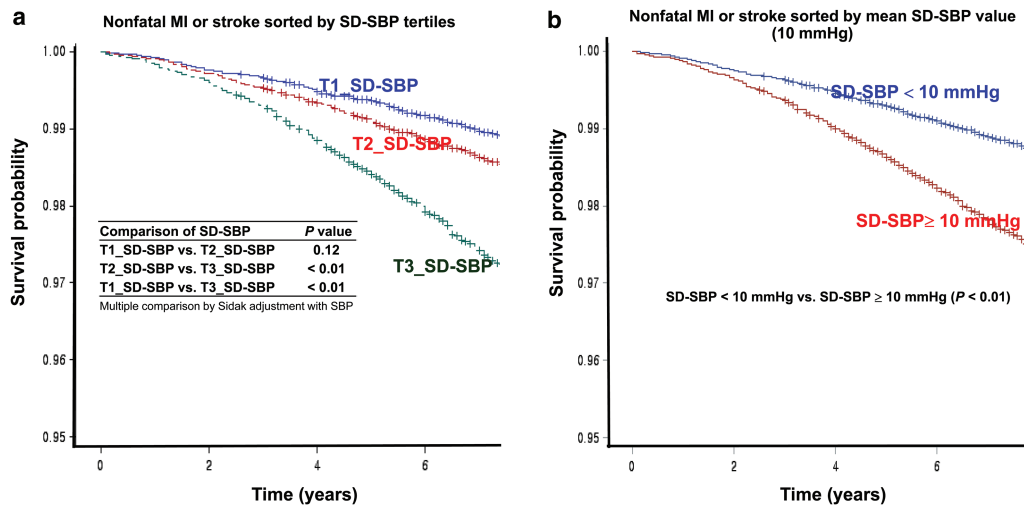 a
Nonfatal MI or stroke sorted by SD-SBP tertiles
1.00
0.99
0.98
0.97
0.96
0.95
Survival probability
T1_SD-SBP
T2_SD-SBP
T3_SD-SBP
Comparison of SD-SBP P value
T1_SD-SBP vs. T2_SD-SBP 0.12
T2_SD-SBP vs. T3_SD-SBP < 0.01
T1_SD-SBP vs. T3_SD-SBP < 0.01
Multiple comparison by Sidak adjustment with SBP
0 2 4 6
Time (years)
b
Nonfatal MI or stroke sorted by mean SD-SBP value
(10 mmHg)
1.00
0.99
0.98
0.97
0.96
0.95
Survival probability
SD-SBP < 10 mmHg
SD-SBP ≥ 10 mmHg
SD-SBP < 10 mmHg vs. SD-SBP ≥ 10 mmHg (P < 0.01)
0 2 4 6
Time (years)